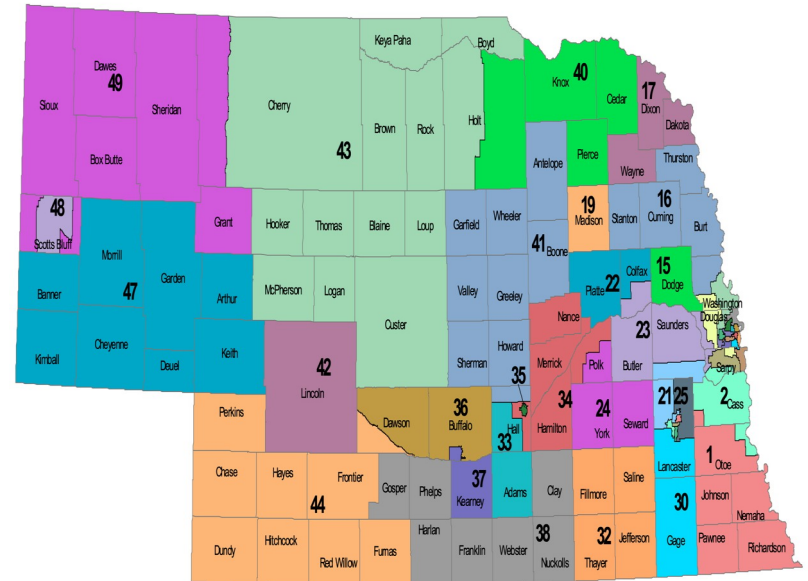 Keya Paha
Boyd
Knox
40
Cedar
17
Dixon
Dakota
Dawes
49
Sioux
Sheridan
Cherry
Brown
Rock
Holt
43
Box Butte
Antelope
Pierce
Wayne
Thurston
48
Scotts Bluff
Grant
Hooker
Thomas
Blaine
Loup
Garfield
Wheeler
41
Boone
19
Madison
Stanton
16
Cuming
Burt
Morrill
47
Garden
Banner
Arthur
McPherson
Logan
Custer
Valley
Greeley
Platte
22
Colfax
15
Dodge
Washington
Douglas
Nance
Kimball
Cheyenne
Deuel
Keith
42
Lincoln
Sherman
Howard
35
Merrick
Polk
23
Butler
Saunders
Sarpy
Perkins
Dawson
36
Buffalo
33
Hall
34
Hamilton
24
York
Seward
21
25
2
Cass
Chase
Hayes
Frontier
44
Gosper
Phelps
37
Kearney
Adams
Clay
Fillmore
Saline
Lancaster
1
Otoe
Johnson
Nemaha
Dundy
Hitchcock
Red Willow
Furnas
Harlan
Franklin
Webster
38
Nuckolls
32
Thayer
Jefferson
30
Gage
Pawnee
Richardson